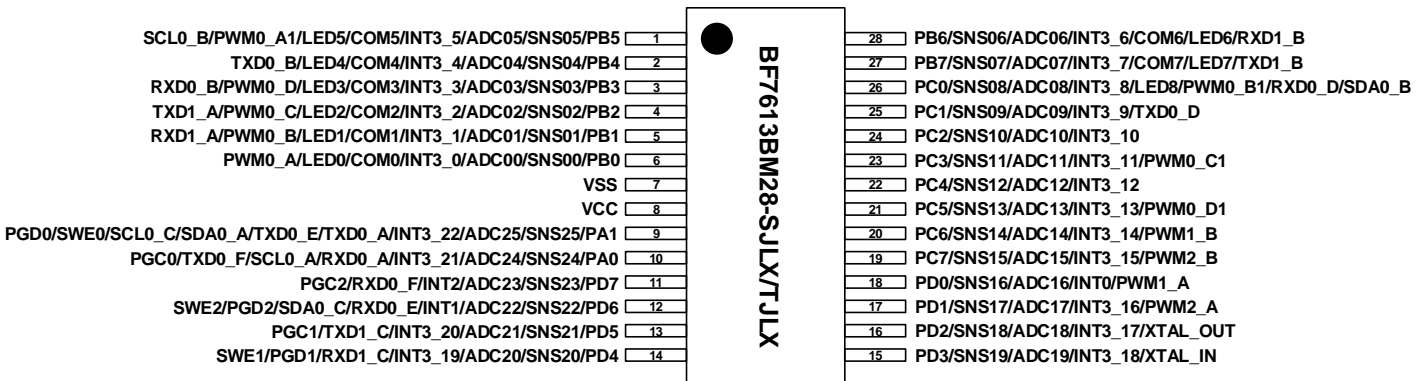 SCL0_B/PWM0_A1/LED5/COM5/INT3_5/ADC05/SNS05/PB5 1
TXD0_B/LED4/COM4/INT3_4/ADC04/SNS04/PB4 2
RXD0_B/PWM0_D/LED3/COM3/INT3_3/ADC03/SNS03/PB3 3
TXD1_A/PWM0_C/LED2/COM2/INT3_2/ADC02/SNS02/PB2 4
RXD1_A/PWM0_B/LED1/COM1/INT3_1/ADC01/SNS01/PB1 5
PWM0_A/LED0/COM0/INT3_0/ADC00/SNS00/PB0 6
VSS 7
VCC 8
PGD0/SWE0/SCL0_C/SDA0_A/TXD0_E/TXD0_A/INT3_22/ADC25/SNS25/PA1 9
PGC0/TXD0_F/SCL0_A/RXD0_A/INT3_21/ADC24/SNS24/PA0 10
PGC2/RXD0_F/INT2/ADC23/SNS23/PD7 11
SWE2/PGD2/SDA0_C/RXD0_E/INT1/ADC22/SNS22/PD6 12
PGC1/TXD1_C/INT3_20/ADC21/SNS21/PD5 13
SWE1/PGD1/RXD1_C/INT3_19/ADC20/SNS20/PD4 14
BF7613BM28-SJLX/TJLX
28 PB6/SNS06/ADC06/INT3_6/COM6/LED6/RXD1_B
27 PB7/SNS07/ADC07/INT3_7/COM7/LED7/TXD1_B
26 PC0/SNS08/ADC08/INT3_8/LED8/PWM0_B1/RXD0_D/SDA0_B
25 PC1/SNS09/ADC09/INT3_9/TXD0_D
24 PC2/SNS10/ADC10/INT3_10
23 PC3/SNS11/ADC11/INT3_11/PWM0_C1
22 PC4/SNS12/ADC12/INT3_12
21 PC5/SNS13/ADC13/INT3_13/PWM0_D1
20 PC6/SNS14/ADC14/INT3_14/PWM1_B
19 PC7/SNS15/ADC15/INT3_15/PWM2_B
18 PD0/SNS16/ADC16/INT0/PWM1_A
17 PD1/SNS17/ADC17/INT3_16/PWM2_A
16 PD2/SNS18/ADC18/INT3_17/XTAL_OUT
15 PD3/SNS19/ADC19/INT3_18/XTAL_IN